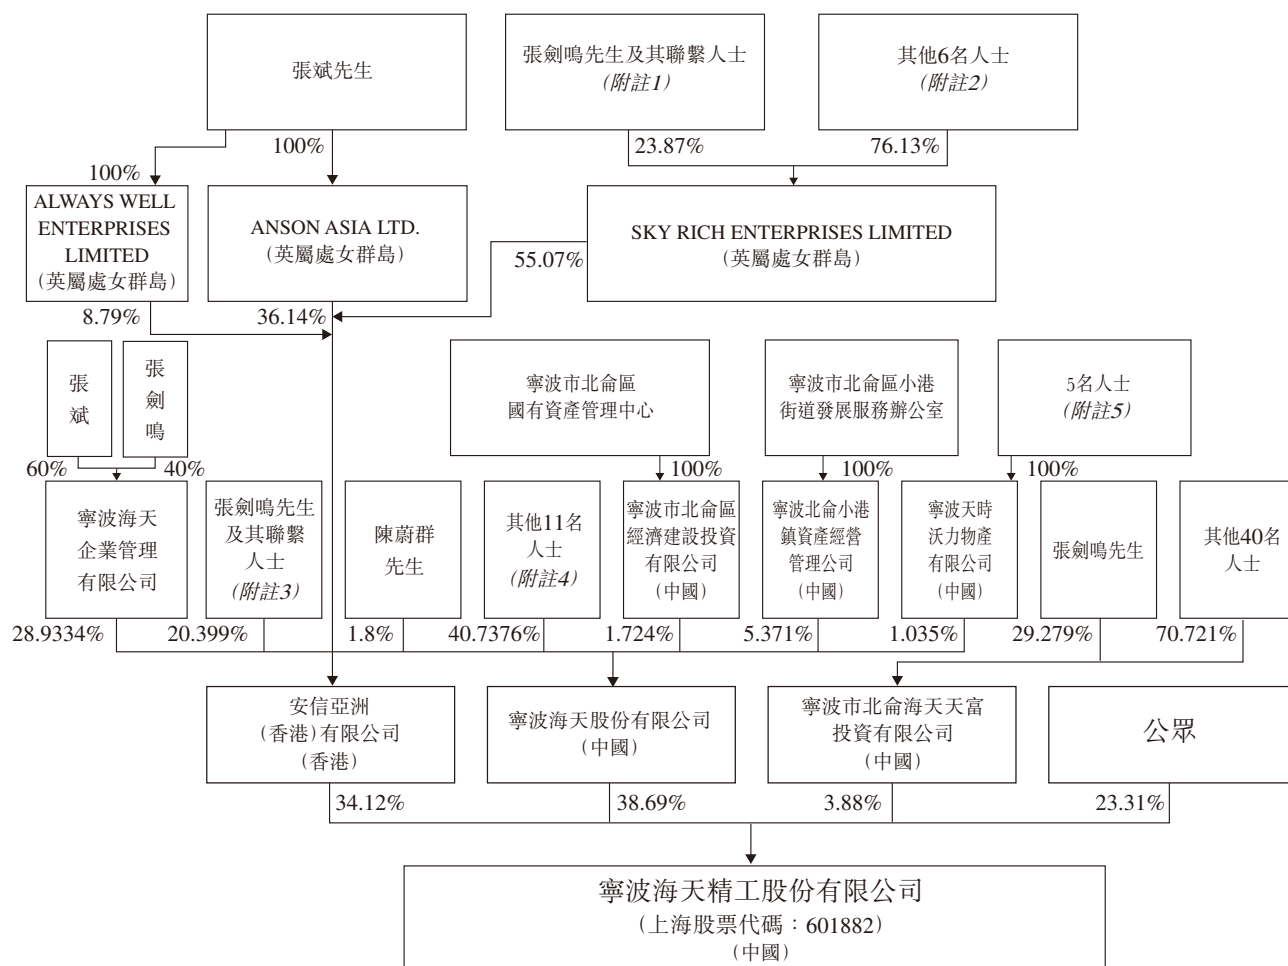 張斌先生
張劍鳴先生及其聯繫人士
(附註1)
其他6名人士
(附註2)
100%
100%
23.87%
76.13%
ALWAYS WELL
ENTERPRISES
LIMITED
(英屬處女群島)
ANSON ASIA LTD.
(英屬處女群島)
SKY RICH ENTERPRISES LIMITED
(英屬處女群島)
55.07%
8.79%
36.14%
張
斌
張
劍
鳴
寧波市北侖區
國有資產管理中心
寧波市北侖區小港
街道發展服務辦公室
5名人士
(附註5)
60%
40%
100%
100%
100%
寧波海天
企業管理
有限公司
張劍鳴先生
及其聯繫
人士
(附註3)
陳蔚群
先生
其他11名
人士
(附註4)
寧波市北侖區
經濟建設投資
有限公司
(中國)
寧波北侖小港
鎮資產經營
管理公司
(中國)
寧波天時
沃力物產
有限公司
(中國)
張劍鳴先生
其他40名
人士
28.9334%
20.399%
1.8%
40.7376%
1.724%
5.371%
1.035%
29.279%
70.721%
安信亞洲
(香港)有限公司
(香港)
寧波海天股份有限公司
(中國)
寧波市北侖海天天富
投資有限公司
(中國)
公眾
34.12%
38.69%
3.88%
23.31%
寧波海天精工股份有限公司
(上海股票代碼：601882)
(中國)